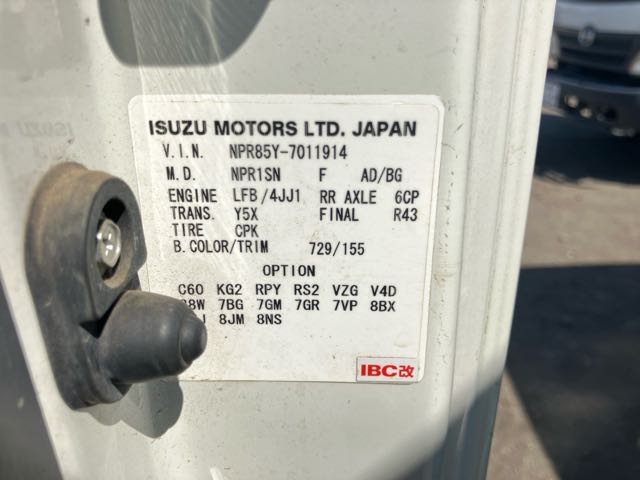 ISUZU MOTORS LTD. JAPAN
V.I.N. NPR85Y-7011914
M.D. NPR1SN F AD/BG
ENGINE LFB/4JJ1 RR AXLE 6CP
TRANS. Y5X FINAL R43
TIRE CPK
B.COLOR/TRIM 729/155
OPTION
C60 KG2 RPY RS2 VZG V4D
7BG 7GM 7GR 7VP 8BX
8JM 8NS
IBC改